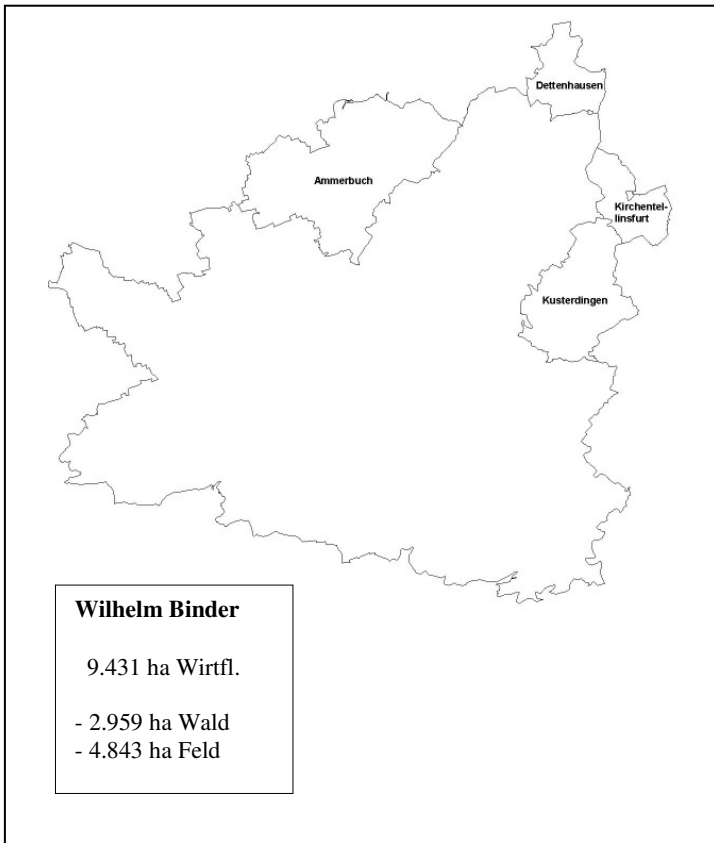 Dettenhausen
Ammerbuch
Kirchentel-
linsfurt
Kusterdingen
Wilhelm Binder
9.431 ha Wirtfl.
- 2.959 ha Wald
- 4.843 ha Feld